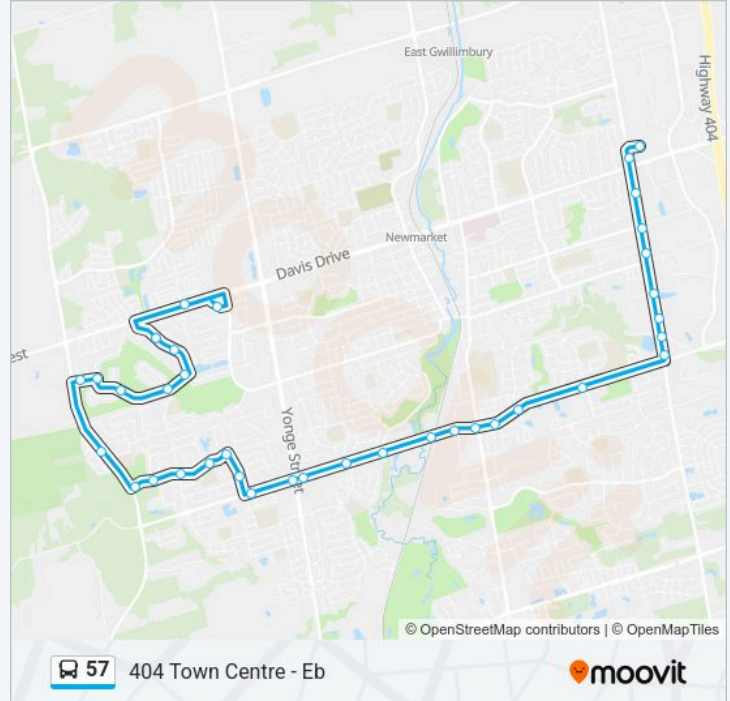 East Gwillimbury
Highway 404
Newmarket
Davis Drive
est
Yonge Street
© OpenStreetMap contributors | © OpenMapTiles
57 404 Town Centre - Eb
moovit